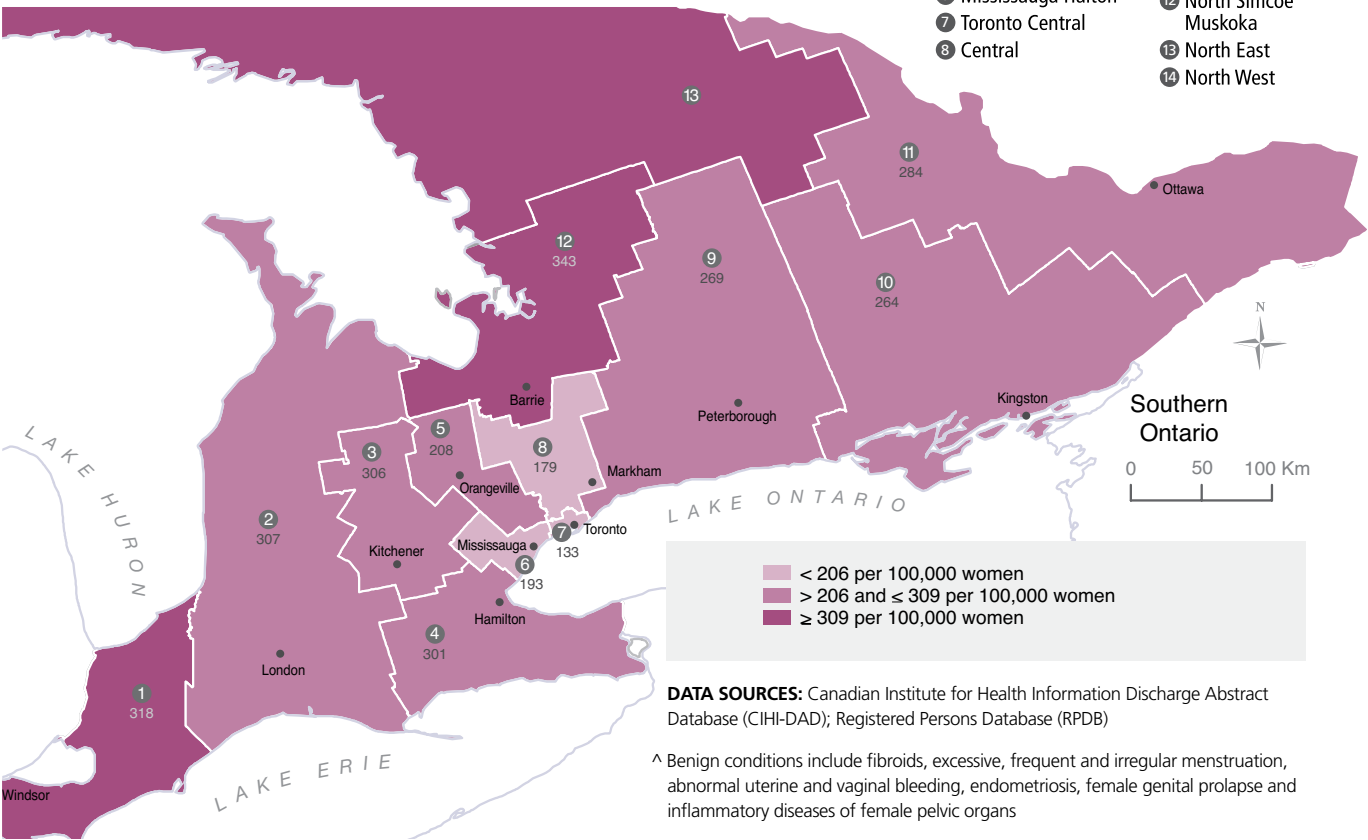 Mississauga Halton
7 Toronto Central
8 Central
12 North Simcoe
Muskoka
13 North East
14 North West
13
11
284
Ottawa
12
343
9
269
10
264
N
Barrie
Peterborough
Kingston
Southern
Ontario
0 50 100 Km
5
208
3
306
8
179
Orangeville
Markham
LAKE HURON
LAKE ONTARIO
2
307
Kitchener
Mississauga
7
133
Toronto
6
193
Hamilton
4
301
London
1
318
Windsor
LAKE ERIE
< 206 per 100,000 women
> 206 and ≤ 309 per 100,000 women
≥ 309 per 100,000 women
DATA SOURCES: Canadian Institute for Health Information Discharge Abstract
Database (CIHI-DAD); Registered Persons Database (RPDB)
^ Benign conditions include fibroids, excessive, frequent and irregular menstruation,
abnormal uterine and vaginal bleeding, endometriosis, female genital prolapse and
inflammatory diseases of female pelvic organs